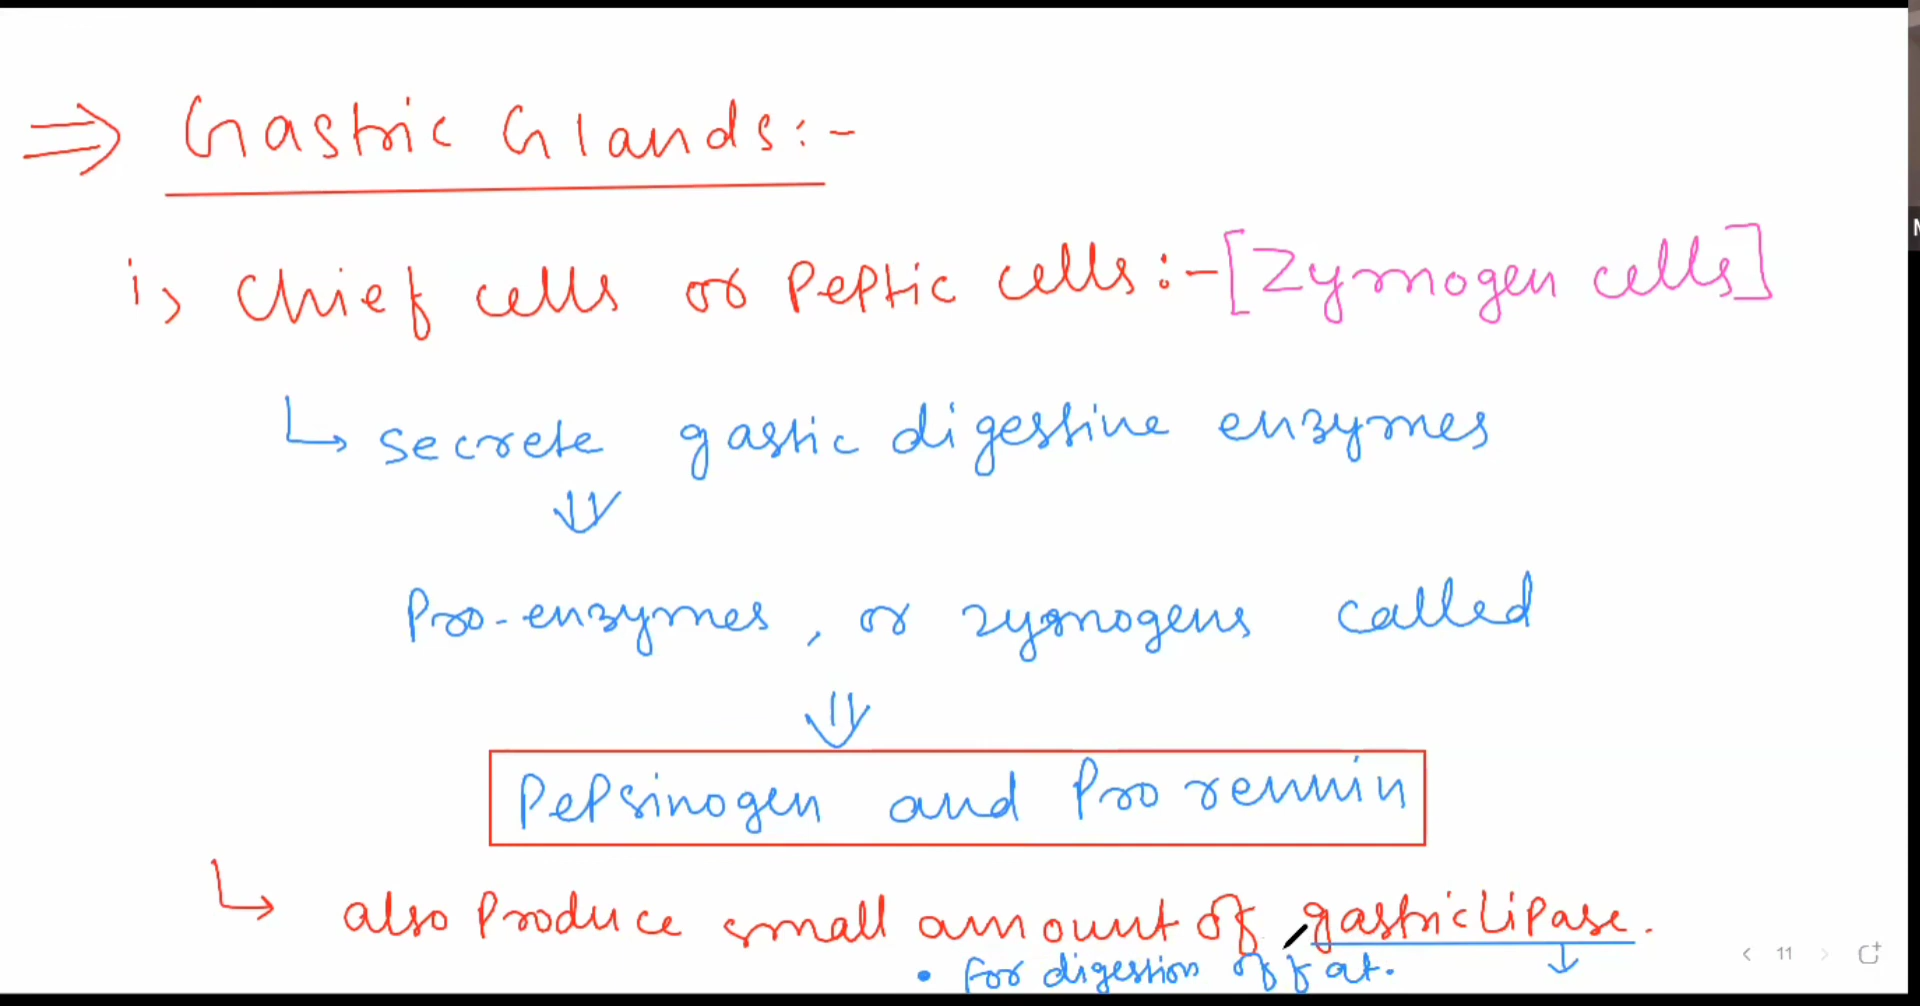 ⇒ Gastric Glands:-
i) Chief cells or Peptic cells:- [Zymogen cells]
↳ secrete gastic digestive enzymes
⇓
Pro-enzymes, or zymogens called
⇓
Pepsinogen and Pro rennin
↳ also Produce small amount of gastric lipase.
• for digestion of fat. ↓
< 11 >
M